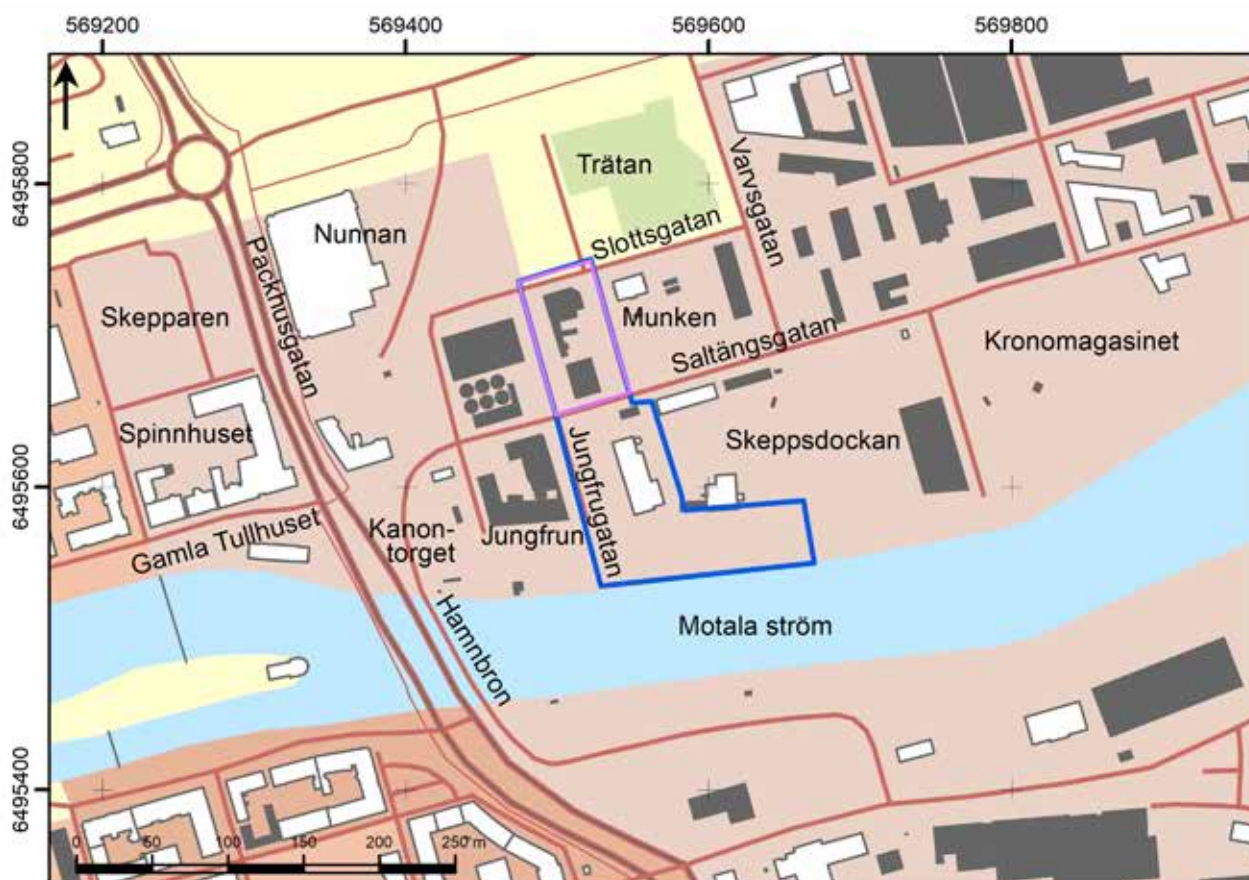 569200
569400
569600
569800
6495800
6495600
6495400
Trätan
Nunnan
Slottsgatan
Varvsgatan
Packhusgatan
Skepparen
Munken
Saltängsgatan
Kronomagasinet
Spinnhuset
Skeppsdockan
Jungfrugatan
Kanon-
torget
Jungfrun
Gamla Tullhuset
Hamnbron
Motala ström
0
50
100
150
200
250 m